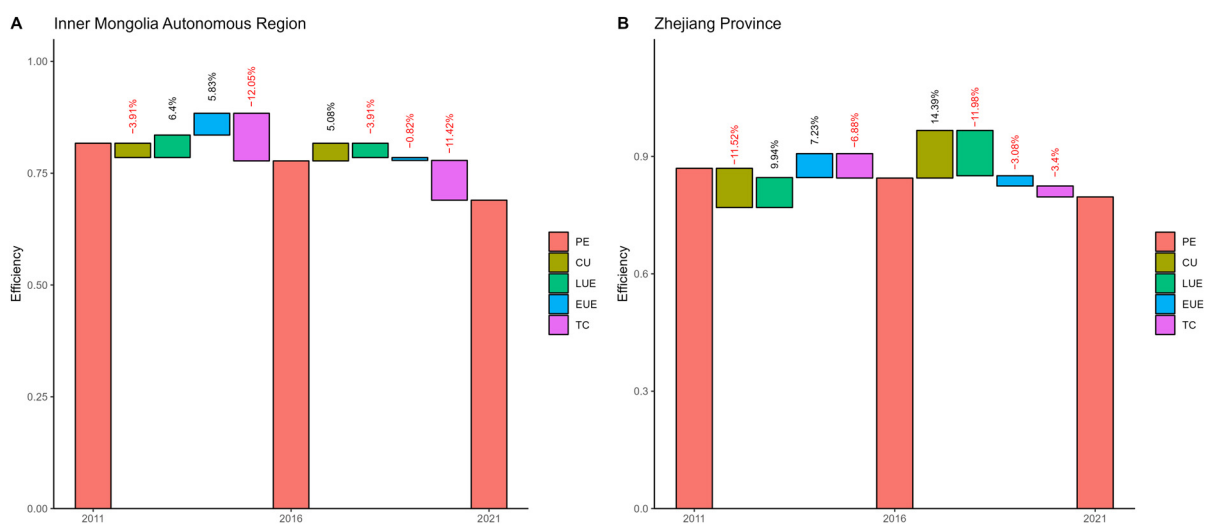 A Inner Mongolia Autonomous Region
1.00
0.75
0.50
0.25
0.00
Efficiency
−3.91%
6.4%
5.83%
−12.05%
5.08%
−3.91%
−0.82%
−11.42%
2011
2016
2021
PE
CU
LUE
EUE
TC
B Zhejiang Province
0.9
0.6
0.3
0.0
Efficiency
−11.52%
9.94%
7.23%
−6.88%
14.39%
−11.98%
−3.08%
−3.4%
2011
2016
2021
PE
CU
LUE
EUE
TC